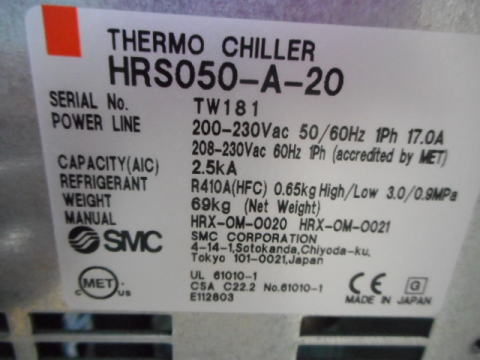 THERMO CHILLER
HRS050-A-20
SERIAL No. TW181
POWER LINE 200-230Vac 50/60Hz 1Ph 17.0A
208-230Vac 60Hz 1Ph (accredited by MET)
CAPACITY(AIC) 2.5kA
REFRIGERANT R410A(HFC) 0.65kg High/Low 3.0/0.9MPa
WEIGHT 69kg (Net Weight)
MANUAL HRX-OM-O020 HRX-OM-O021
SMC SMC CORPORATION
4-14-1,Sotokanda,Chiyoda-ku,
Tokyo 101-0021,Japan
C MET US
UL 61010-1
CSA C22.2 No.61010-1
E112803
CE G
MADE IN JAPAN